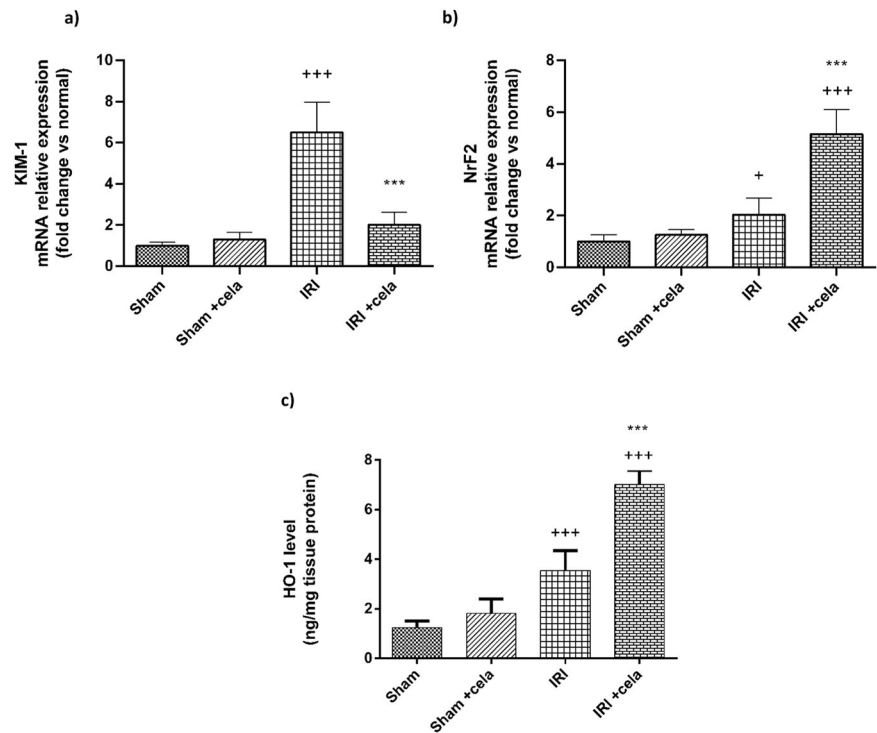 a)
KIM-1
mRNA relative expression
(fold change vs normal)
10
8
6
4
2
0
+++
***
Sham
Sham +cela
IRI
IRI +cela
b)
NrF2
mRNA relative expression
(fold change vs normal)
8
6
4
2
0
+
***
+++
Sham
Sham +cela
IRI
IRI +cela
c)
HO-1 level
(ng/mg tissue protein)
8
6
4
2
0
+++
***
+++
Sham
Sham +cela
IRI
IRI +cela